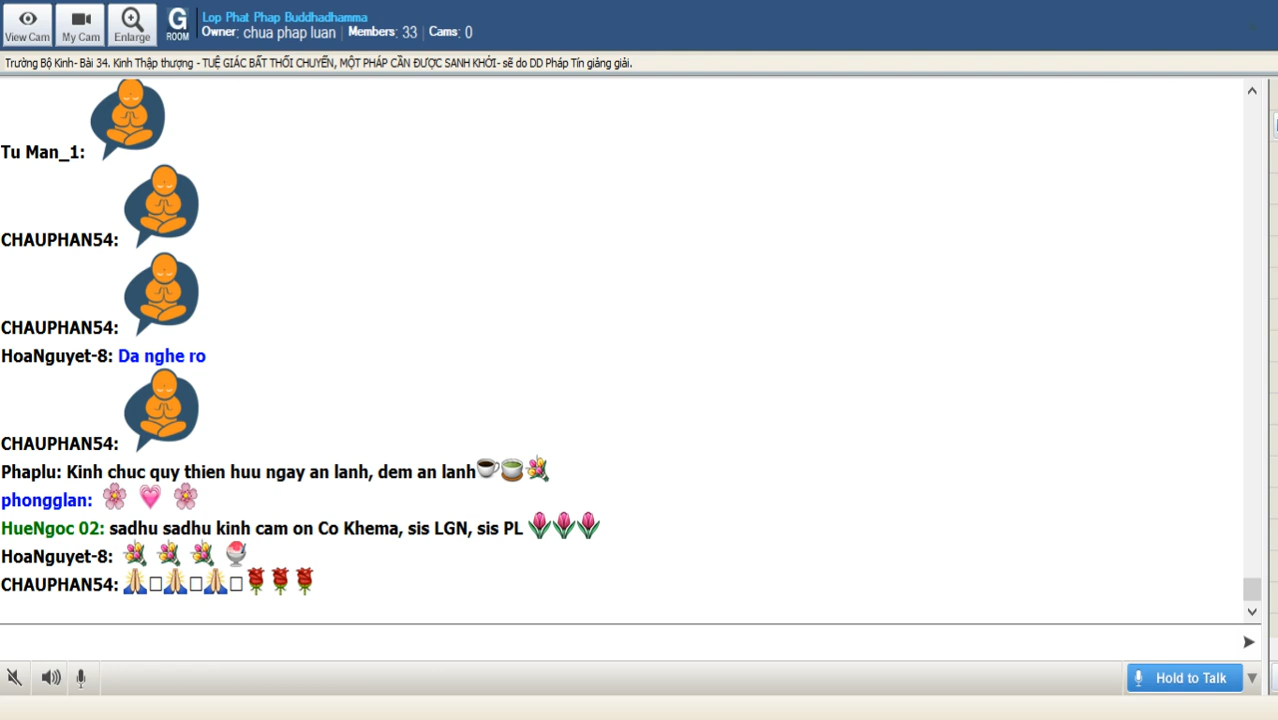 View Cam
My Cam
Enlarge
G
ROOM
Lop Phat Phap Buddhadhamma
Owner: chua phap luan | Members: 33 | Cams: 0
Trường Bộ Kinh- Bài 34. Kinh Thập thượng - TUỆ GIÁC BẤT THỐI CHUYỂN, MỘT PHÁP CẦN ĐƯỢC SANH KHỞI- sẽ do DD Pháp Tín giảng giải.
Tu Man_1:
CHAUPHAN54:
CHAUPHAN54:
HoaNguyet-8: Da nghe ro
CHAUPHAN54:
Phaplu: Kinh chuc quy thien huu ngay an lanh, dem an lanh
phongglan:
HueNgoc 02: sadhu sadhu kinh cam on Co Khema, sis LGN, sis PL
HoaNguyet-8:
CHAUPHAN54:
Hold to Talk